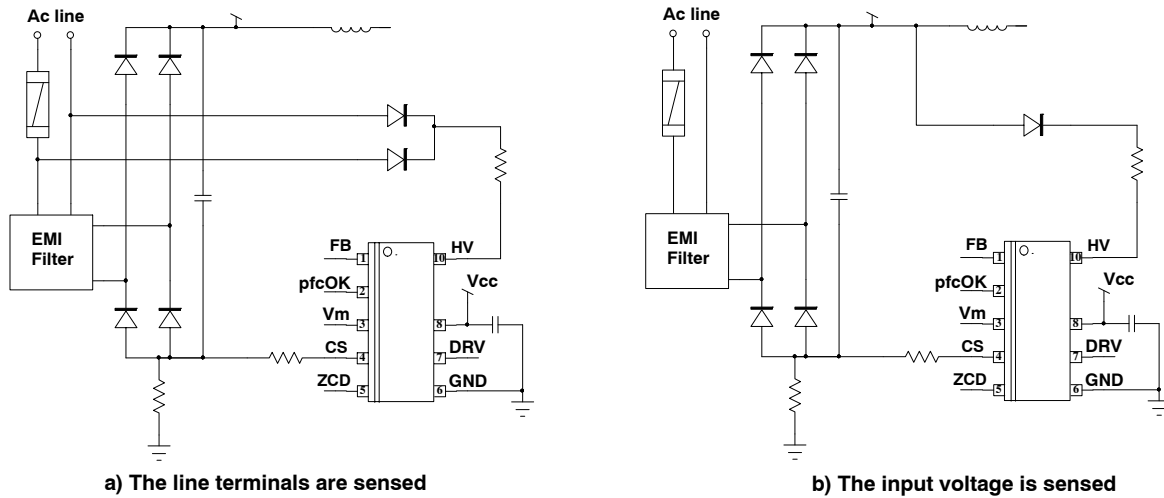 Ac line
EMI
Filter
FB
1
pfcOK
2
Vm
3
CS
4
ZCD
5
HV
10
Vcc
8
DRV
7
GND
6
a) The line terminals are sensed
Ac line
EMI
Filter
FB
1
pfcOK
2
Vm
3
CS
4
ZCD
5
HV
10
Vcc
8
DRV
7
GND
6
b) The input voltage is sensed